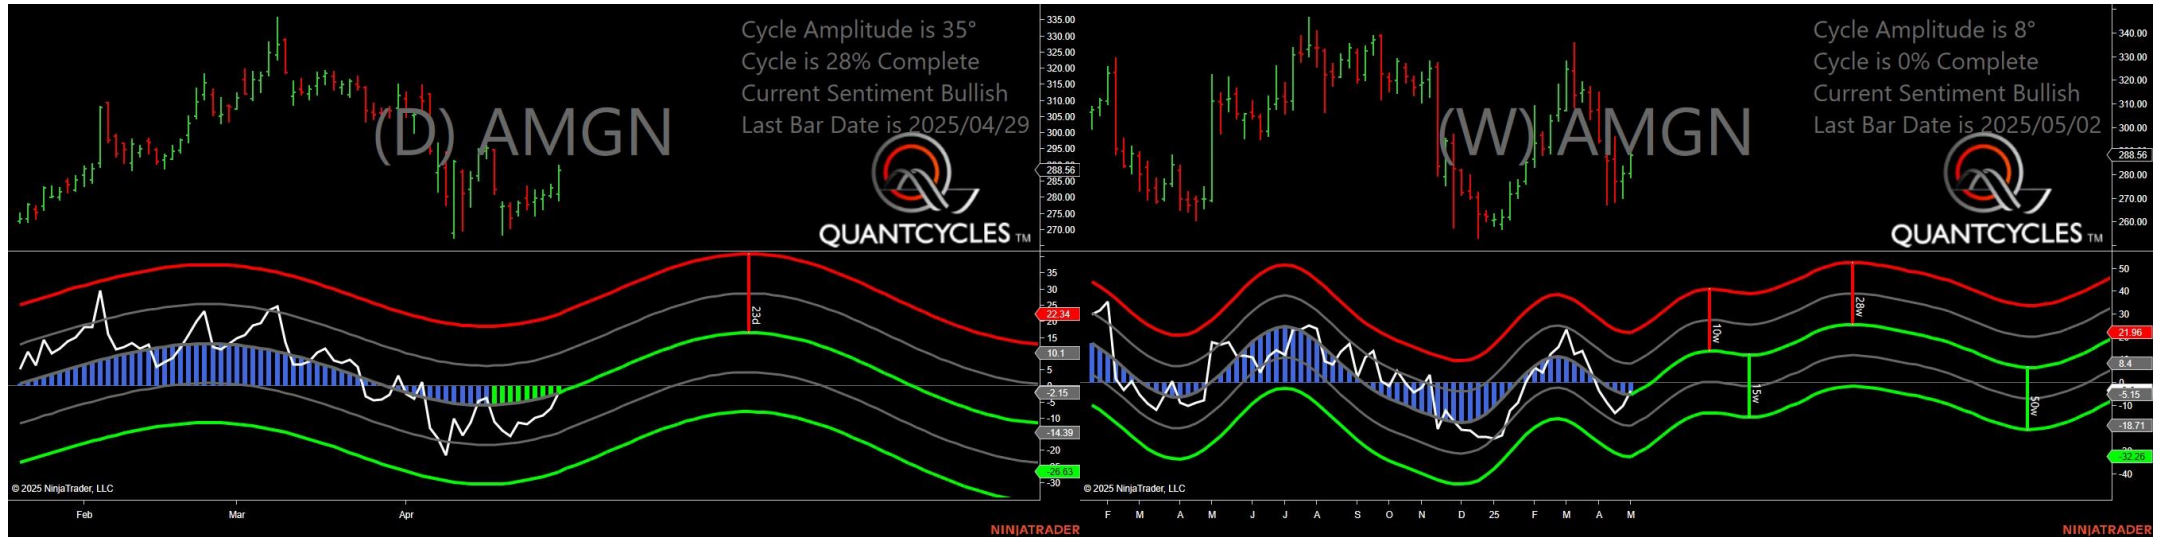 Cycle Amplitude is 35°
Cycle is 28% Complete
Current Sentiment Bullish
Last Bar Date is 2025/04/29
(D) AMGN
QUANTCYCLES TM
335.00
330.00
325.00
320.00
315.00
310.00
305.00
300.00
295.00
288.56
285.00
280.00
275.00
270.00
35
30
25
22.34
20
15
10.1
5
0
-2.15
-5
-10
-14.39
-20
-26.63
-30
23d
© 2025 NinjaTrader, LLC
Feb Mar Apr
NINJATRADER
Cycle Amplitude is 8°
Cycle is 0% Complete
Current Sentiment Bullish
Last Bar Date is 2025/05/02
(W) AMGN
QUANTCYCLES TM
340.00
330.00
320.00
310.00
300.00
288.56
280.00
270.00
260.00
50
40
30
21.96
8.4
0
-5.15
-10
-18.71
-32.26
-40
10w
15w
28w
50w
© 2025 NinjaTrader, LLC
F M A M J J A S O N D 25 F M A M
NINJATRADER